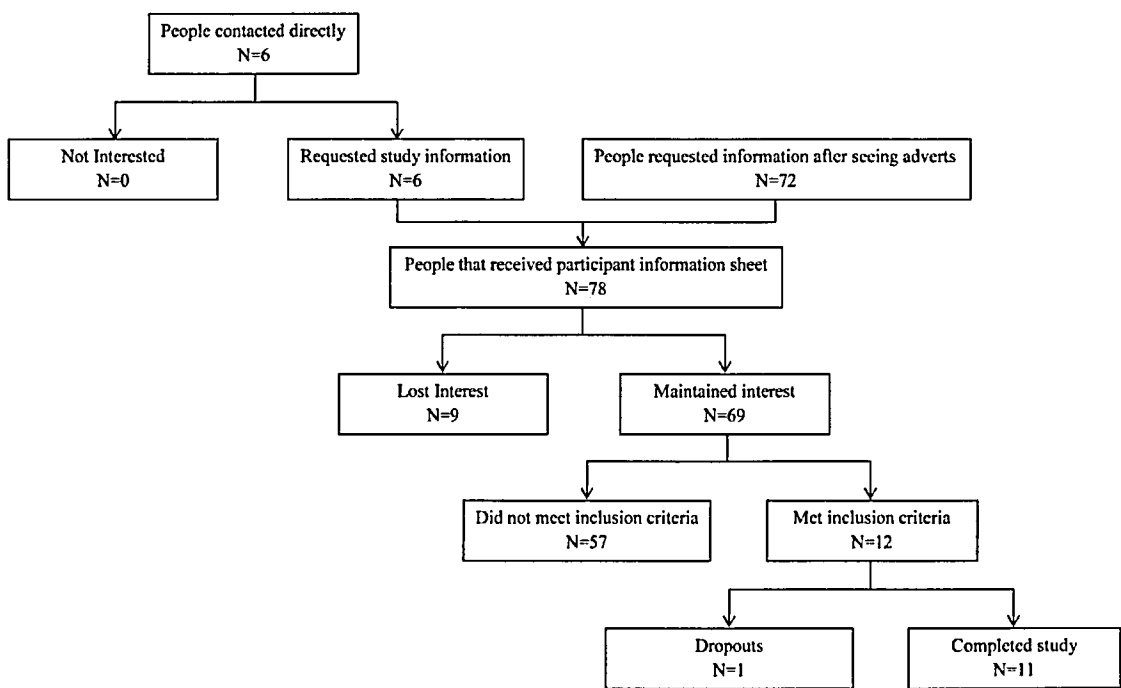 People contacted directly
N=6
Not Interested
N=0
Requested study information
N=6
People requested information after seeing adverts
N=72
People that received participant information sheet
N=78
Lost Interest
N=9
Maintained interest
N=69
Did not meet inclusion criteria
N=57
Met inclusion criteria
N=12
Dropouts
N=1
Completed study
N=11